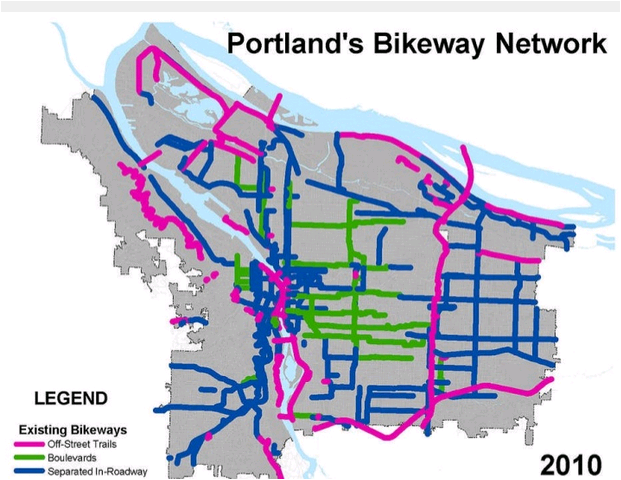 Portland's Bikeway Network
LEGEND
Existing Bikeways
Off-Street Trails
Boulevards
Separated In-Roadway
2010